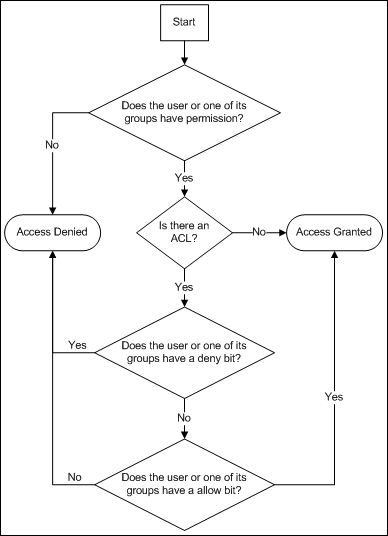 Start
Does the user or one of its
groups have permission?
No
Yes
Access Denied
Is there an
ACL?
No
Access Granted
Yes
Does the user or one of its
groups have a deny bit?
Yes
No
Yes
Does the user or one of its
groups have a allow bit?
No